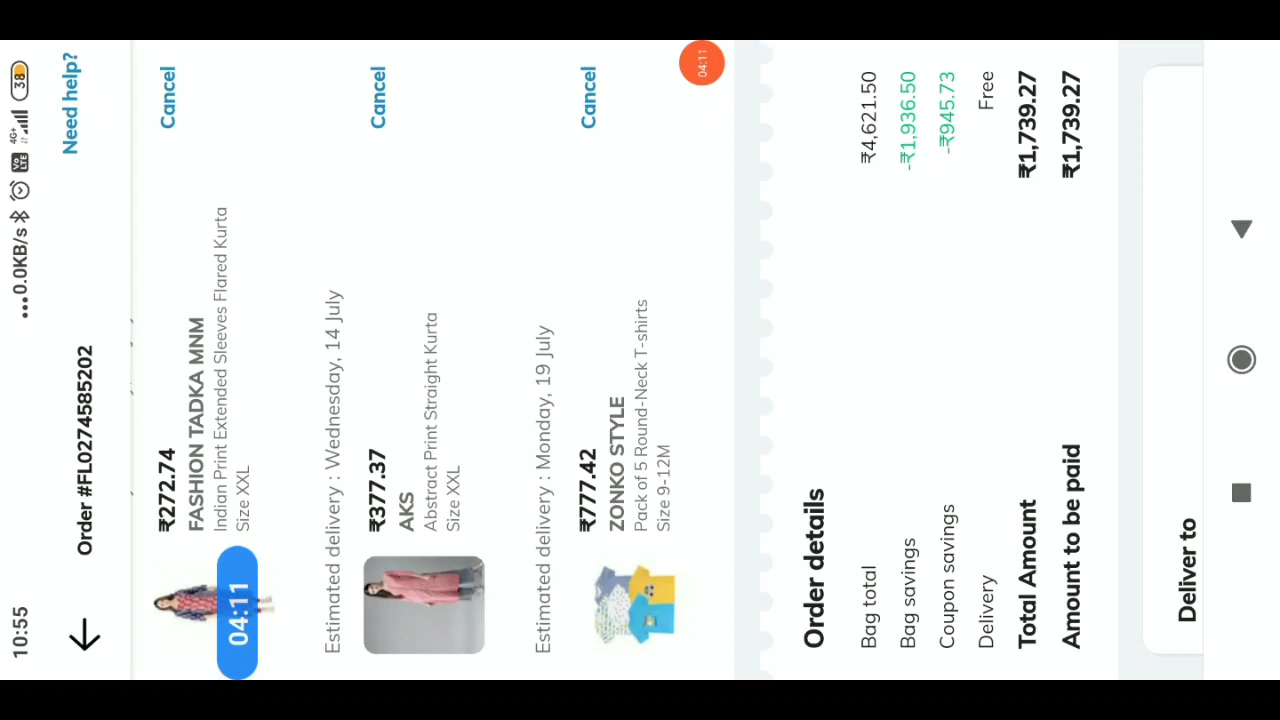 10:55
...0.0KB/s
Vo LTE
4G+
38
Order #FL0274585202
Need help?
₹272.74
Cancel
FASHION TADKA MNM
Indian Print Extended Sleeves Flared Kurta
Size XXL
04:11
Estimated delivery : Wednesday, 14 July
₹377.37
Cancel
AKS
Abstract Print Straight Kurta
Size XXL
Estimated delivery : Monday, 19 July
₹777.42
Cancel
ZONKO STYLE
Pack of 5 Round-Neck T-shirts
Size 9-12M
04:11
Order details
Bag total ₹4,621.50
Bag savings -₹1,936.50
Coupon savings -₹945.73
Delivery Free
Total Amount ₹1,739.27
Amount to be paid ₹1,739.27
Deliver to